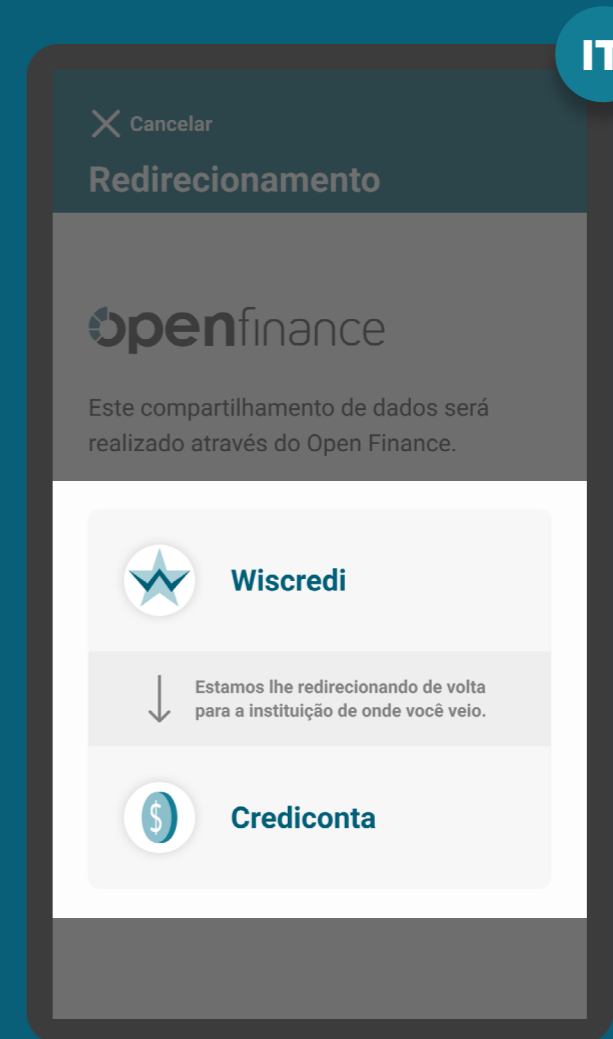 IT
Cancelar
Redirecionamento
openfinance
Este compartilhamento de dados será
realizado através do Open Finance.
Wiscredi
Estamos lhe redirecionando de volta
para a instituição de onde você veio.
$
Crediconta